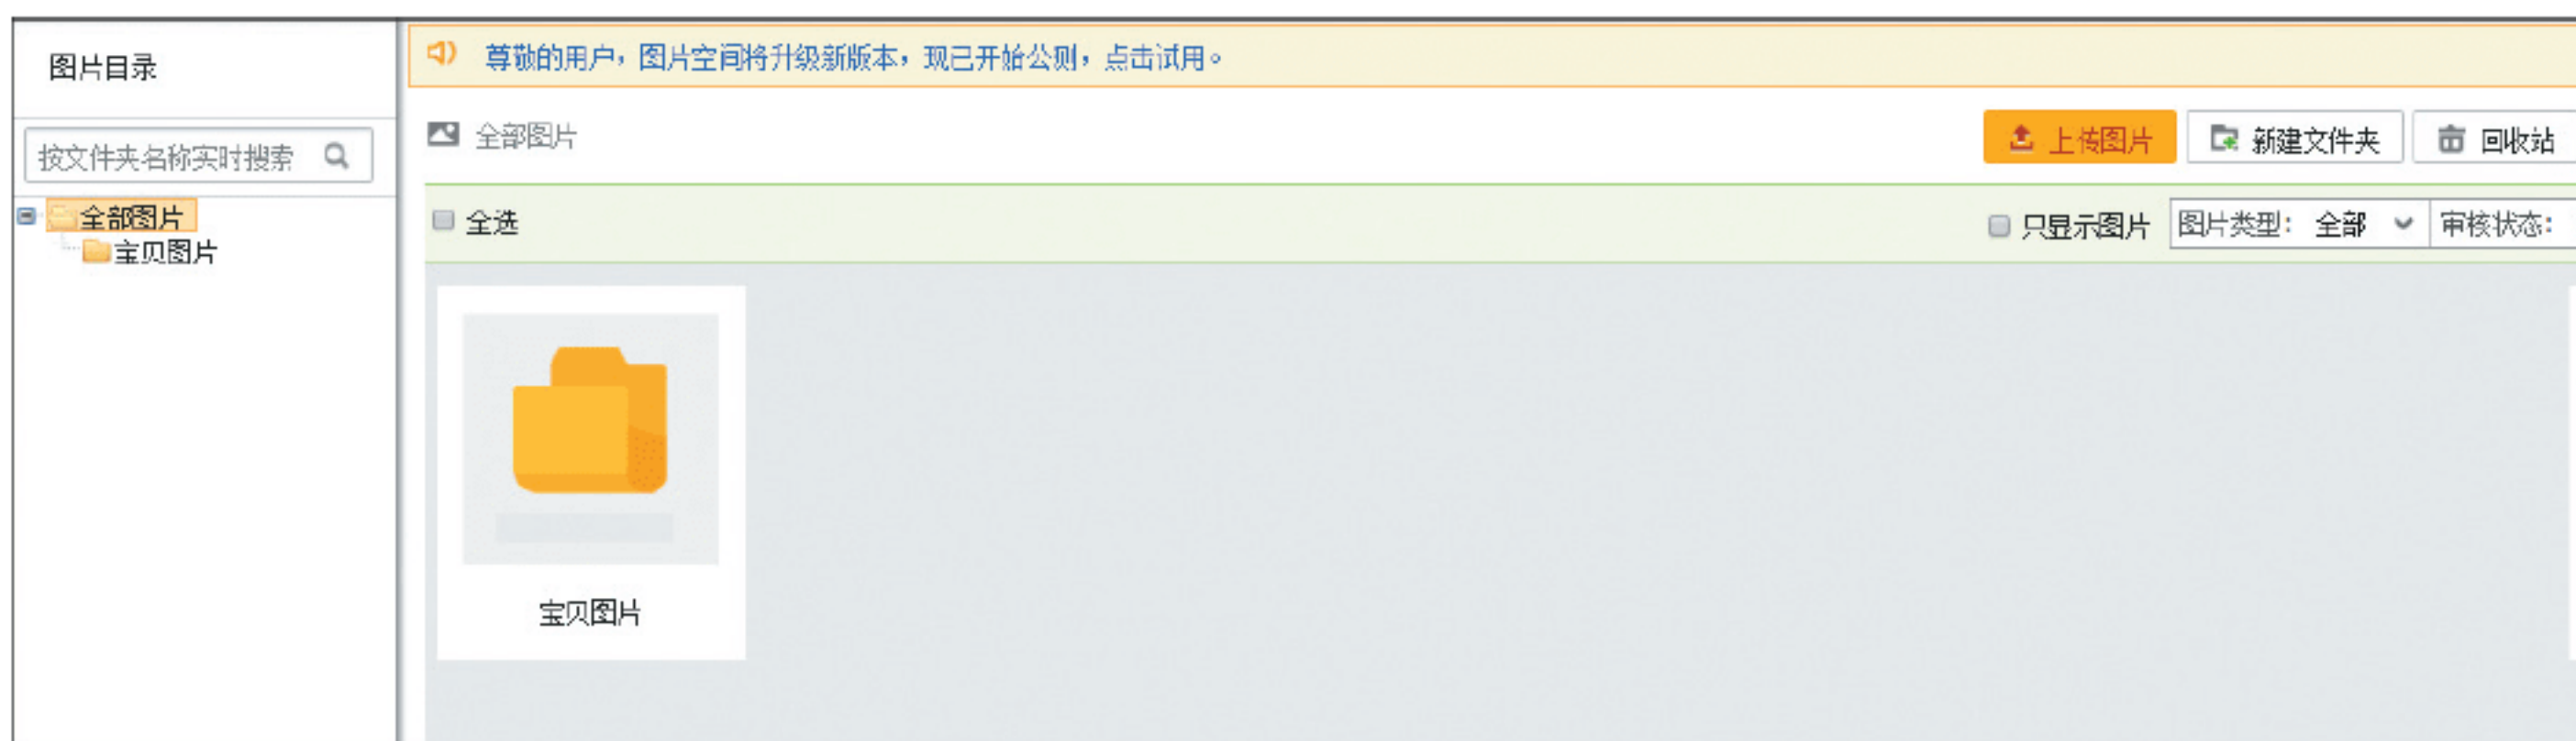 图片目录
按文件夹名称实时搜索
全部图片
宝贝图片
尊敬的用户，图片空间将升级新版本，现已开始公测，点击试用。
全部图片
上传图片 新建文件夹 回收站
全选
只显示图片 图片类型： 全部 审核状态：
宝贝图片